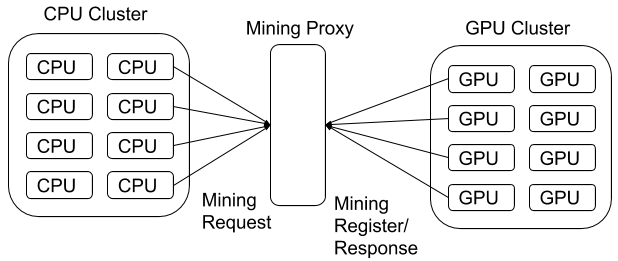 CPU Cluster
Mining Proxy
GPU Cluster
CPU CPU
CPU CPU
CPU CPU
CPU CPU
GPU GPU
GPU GPU
GPU GPU
GPU GPU
Mining
Request
Mining
Register/
Response